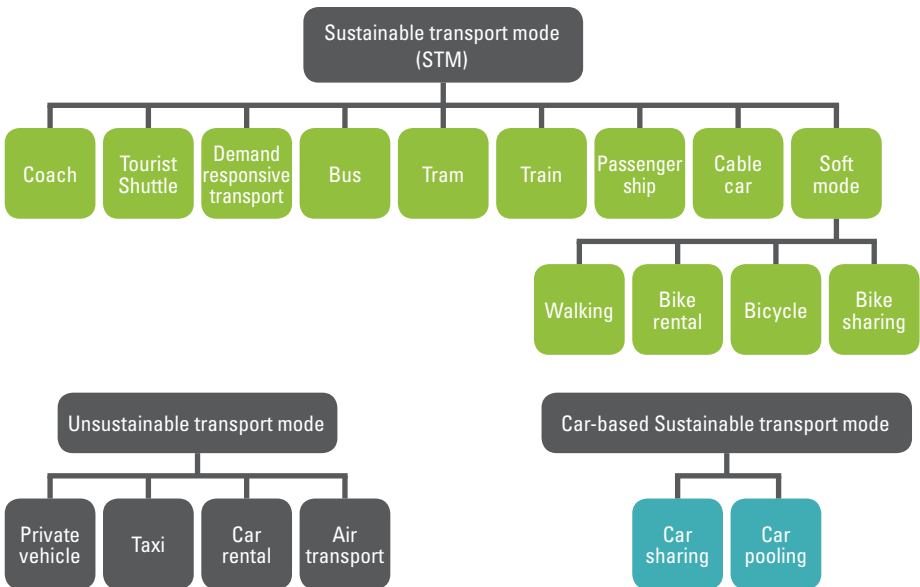 Sustainable transport mode
(STM)
Coach
Tourist
Shuttle
Demand
responsive
transport
Bus
Tram
Train
Passenger
ship
Cable
car
Soft
mode
Walking
Bike
rental
Bicycle
Bike
sharing
Unsustainable transport mode
Private
vehicle
Taxi
Car
rental
Air
transport
Car-based Sustainable transport mode
Car
sharing
Car
pooling